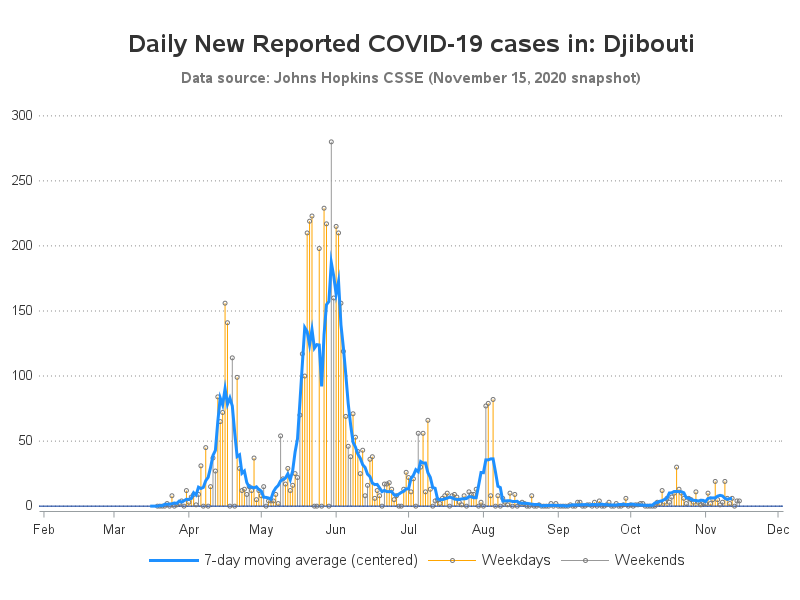 Daily New Reported COVID-19 cases in: Djibouti
Data source: Johns Hopkins CSSE (November 15, 2020 snapshot)
300
250
200
150
100
50
0
Feb Mar Apr May Jun Jul Aug Sep Oct Nov Dec
7-day moving average (centered) Weekdays Weekends